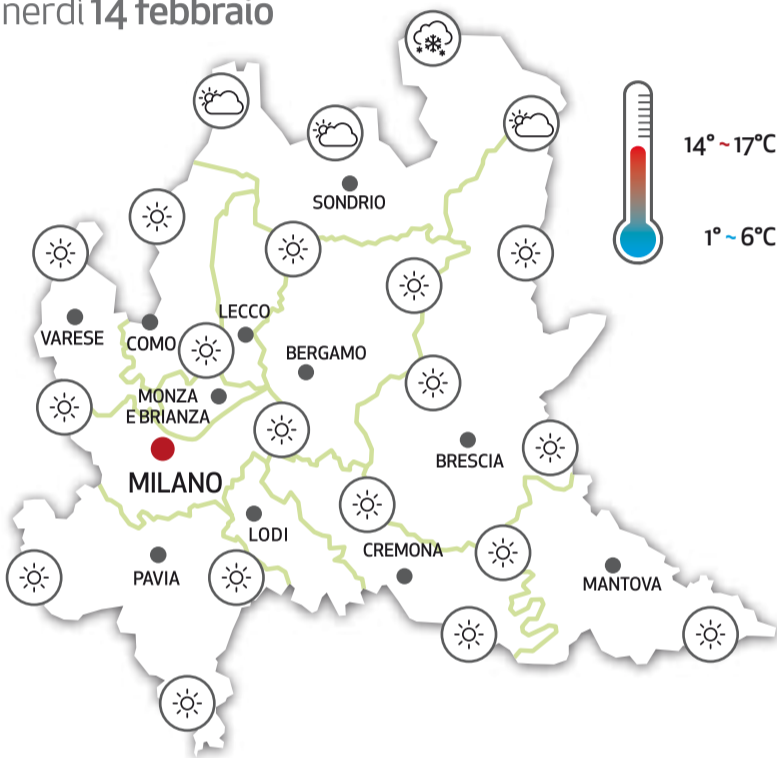 nerdì 14 febbraio
14° ~ 17°C
SONDRIO
1° ~ 6°C
LECCO
VARESE
COMO
BERGAMO
MONZA
E BRIANZA
BRESCIA
MILANO
LODI
CREMONA
PAVIA
MANTOVA